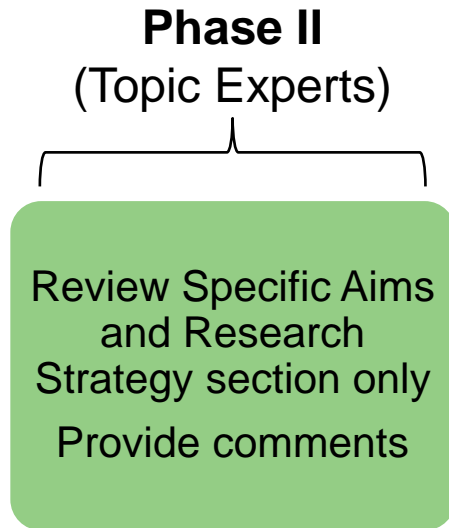 Phase II
(Topic Experts)
Review Specific Aims
and Research
Strategy section only
Provide comments